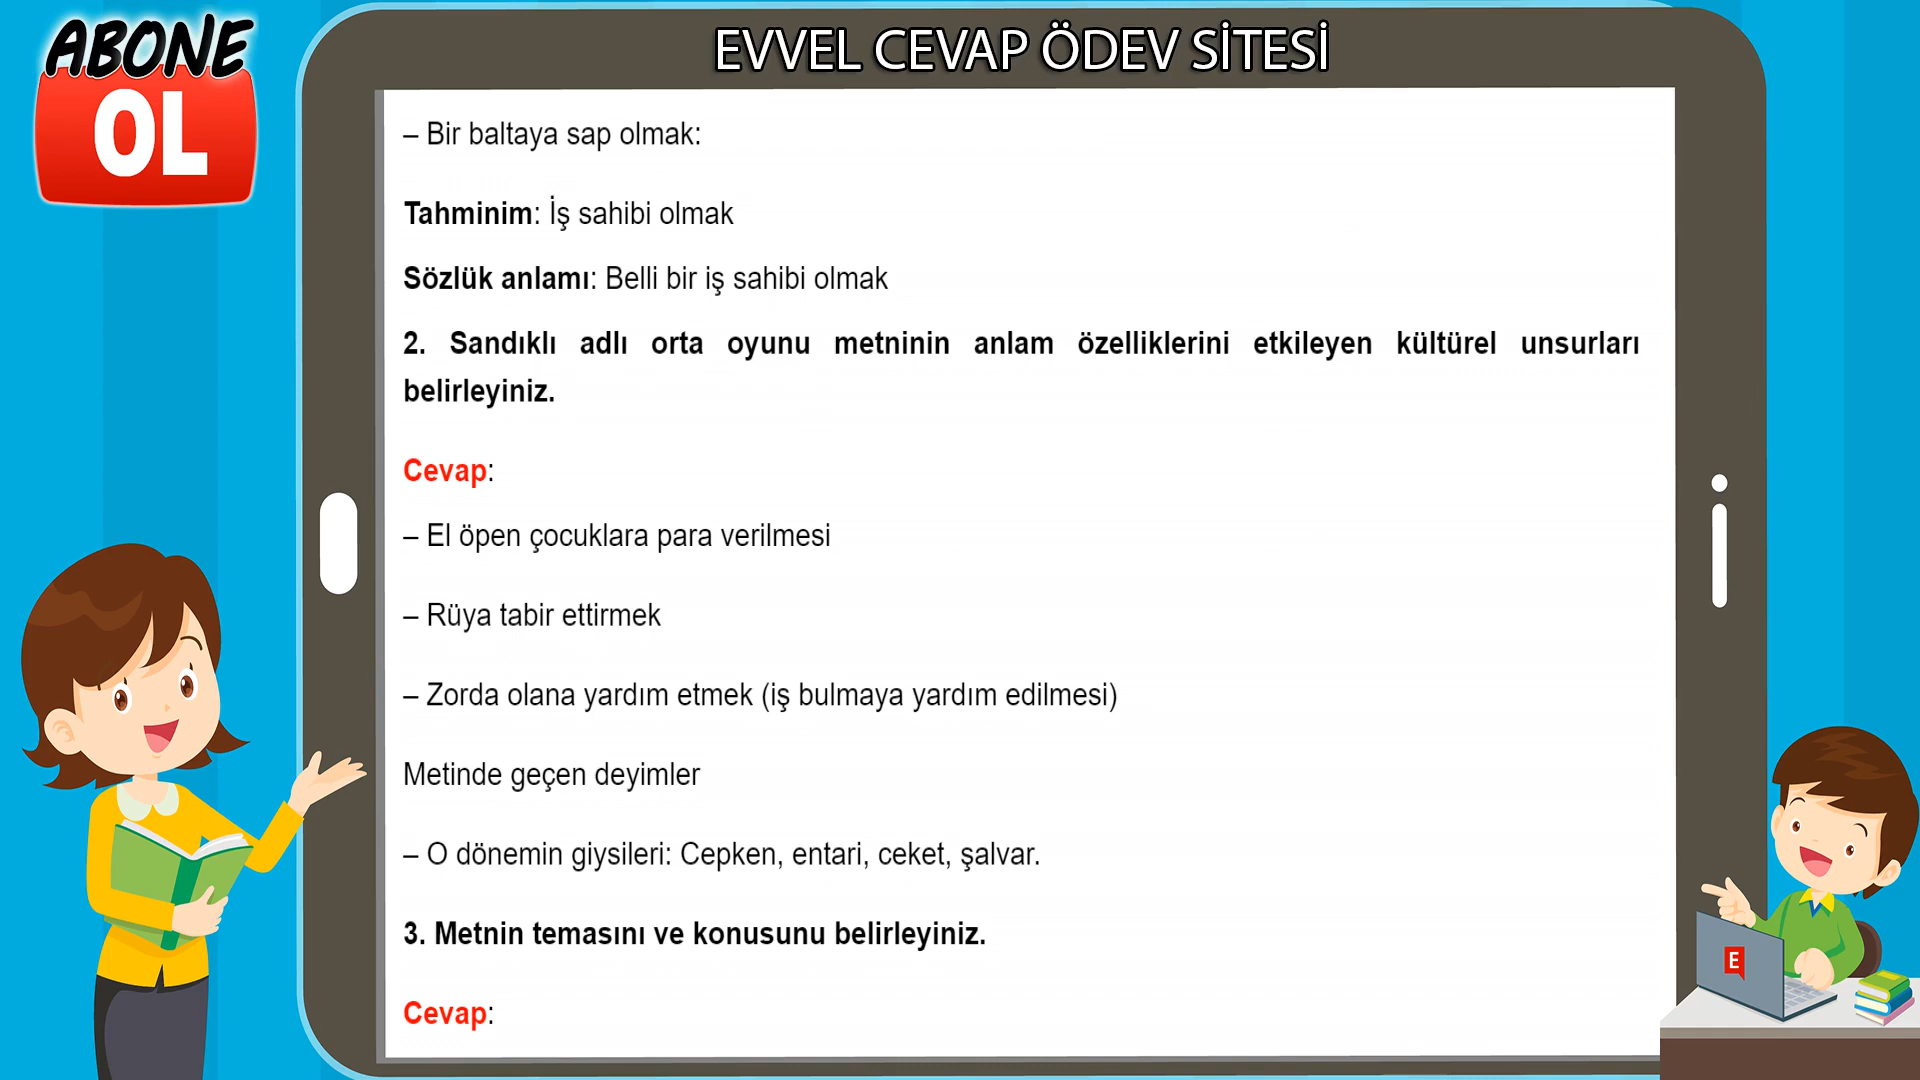 ABONE
OL
EVVEL CEVAP ÖDEV SİTESİ
– Bir baltaya sap olmak:
Tahminim: İş sahibi olmak
Sözlük anlamı: Belli bir iş sahibi olmak
2. Sandıklı adlı orta oyunu metninin anlam özelliklerini etkileyen kültürel unsurları
belirleyiniz.
Cevap:
– El öpen çocuklara para verilmesi
– Rüya tabir ettirmek
– Zorda olana yardım etmek (iş bulmaya yardım edilmesi)
Metinde geçen deyimler
– O dönemin giysileri: Cepken, entari, ceket, şalvar.
3. Metnin temasını ve konusunu belirleyiniz.
Cevap:
E